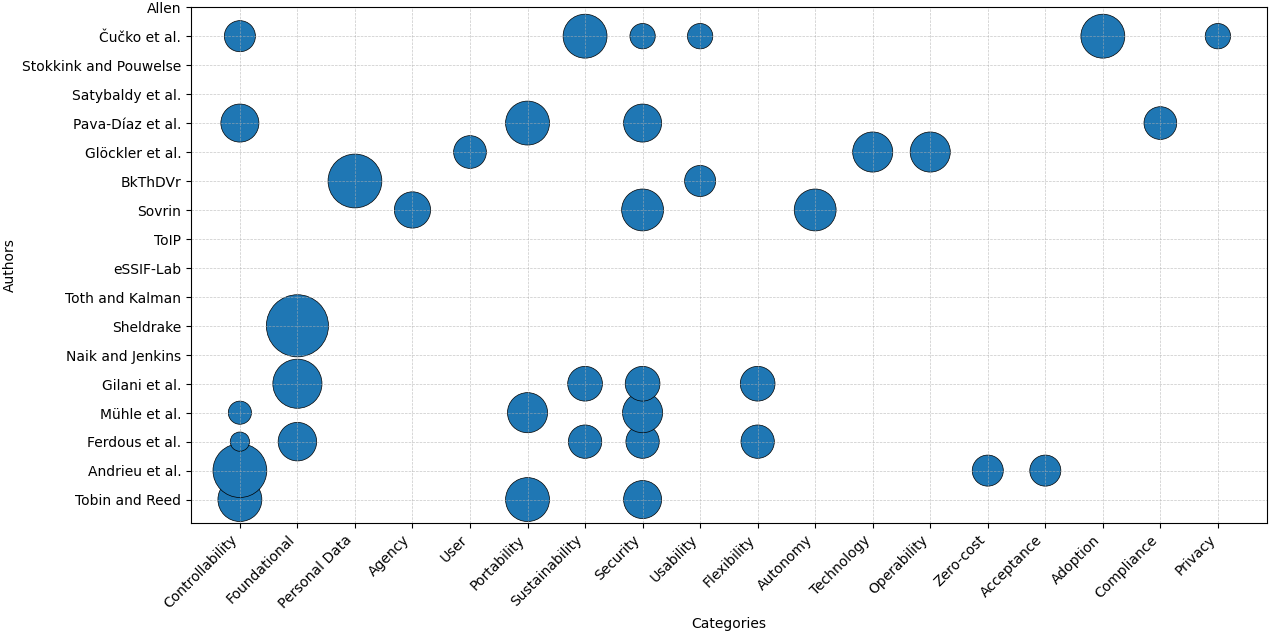 Allen
Čučko et al.
Stokkink and Pouwelse
Satybaldy et al.
Pava-Díaz et al.
Glöckler et al.
BkThDVr
Sovrin
ToIP
eSSIF-Lab
Toth and Kalman
Sheldrake
Naik and Jenkins
Gilani et al.
Mühle et al.
Ferdous et al.
Andrieu et al.
Tobin and Reed
Authors
Controllability
Foundational
Personal Data
Agency
User
Portability
Sustainability
Security
Usability
Flexibility
Autonomy
Technology
Operability
Zero-cost
Acceptance
Adoption
Compliance
Privacy
Categories